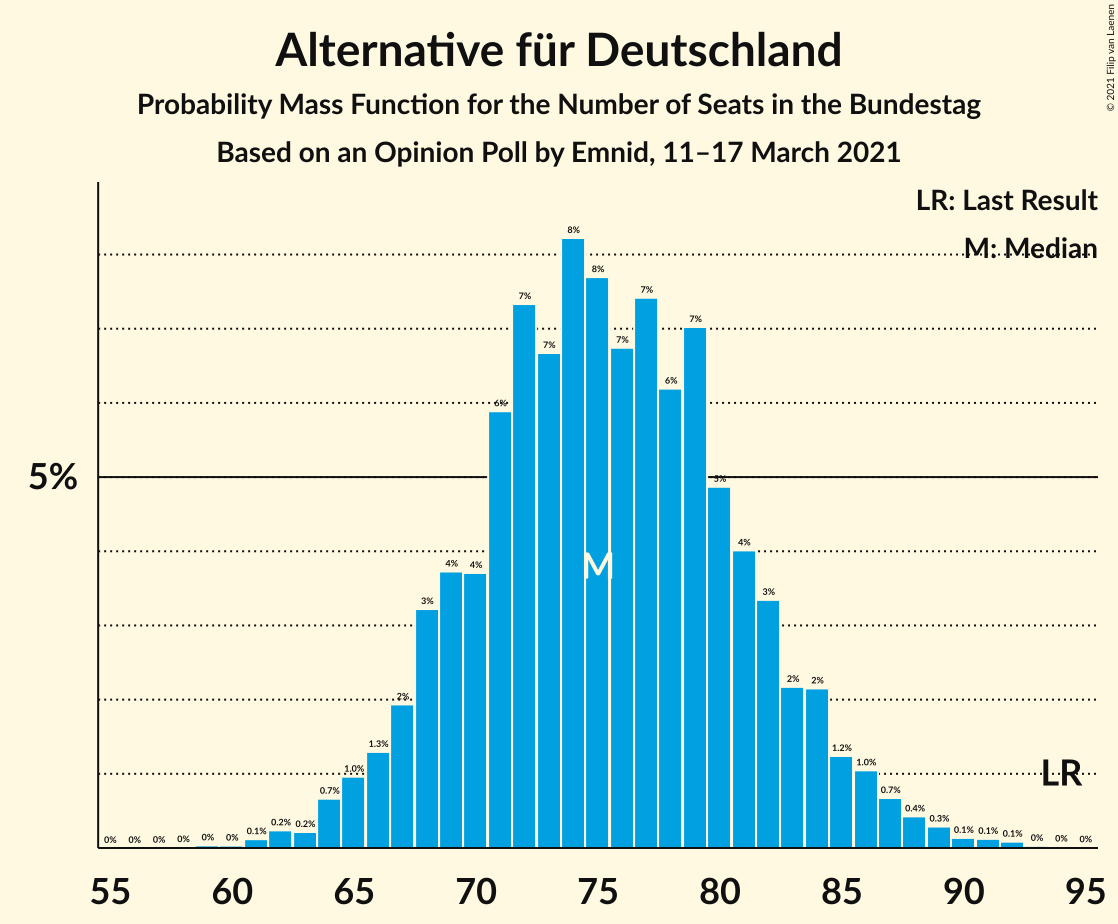 Alternative für Deutschland
Probability Mass Function for the Number of Seats in the Bundestag
Based on an Opinion Poll by Emnid, 11–17 March 2021
© 2021 Filip van Laenen
LR: Last Result
M: Median
5%
0% 0% 0% 0% 0% 0% 0.1% 0.2% 0.2% 0.7% 1.0% 1.3% 2% 3% 4% 4% 6% 7% 7% 8% 8% 7% 7% 6% 7% 5% 4% 3% 2% 2% 1.2% 1.0% 0.7% 0.4% 0.3% 0.1% 0.1% 0.1% 0% 0% 0%
M
LR
55 60 65 70 75 80 85 90 95